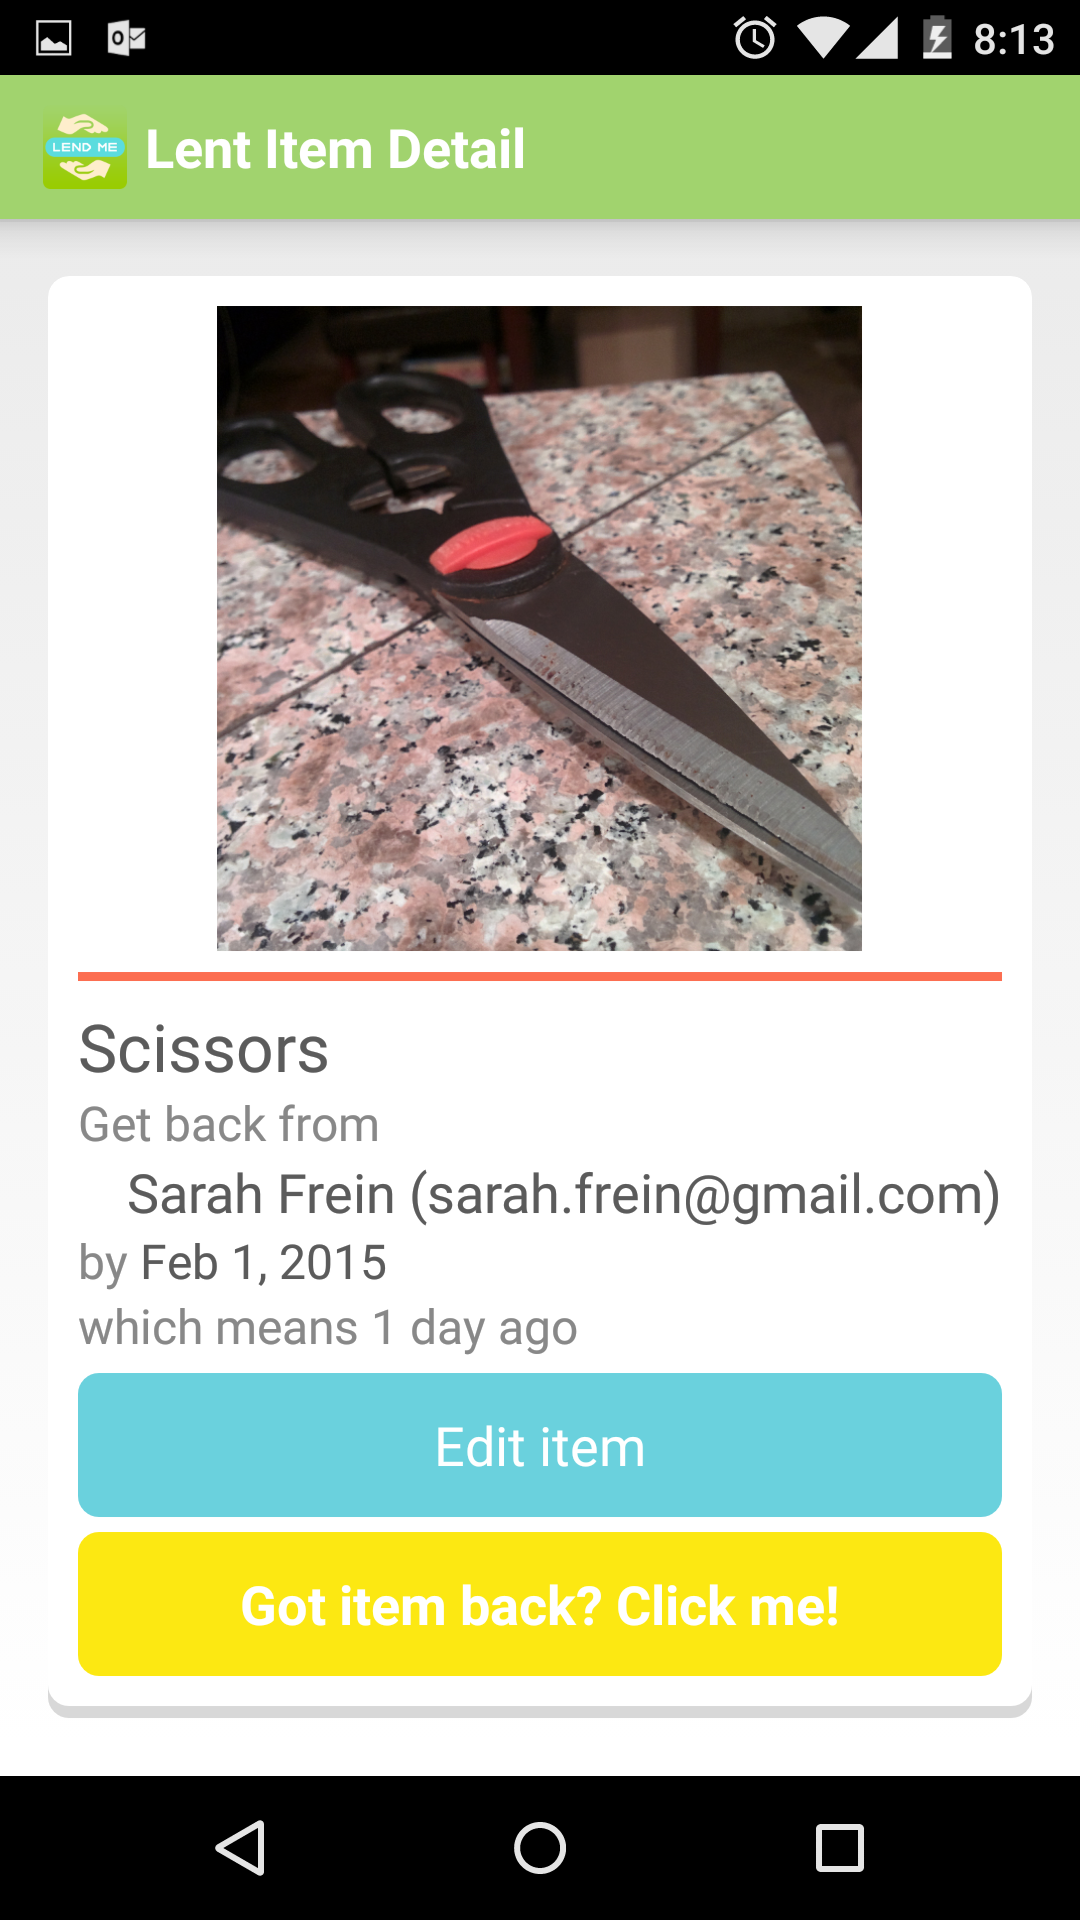 8:13
LEND ME
Lent Item Detail
Scissors
Get back from
Sarah Frein (sarah.frein@gmail.com)
by Feb 1, 2015
which means 1 day ago
Edit item
Got item back? Click me!